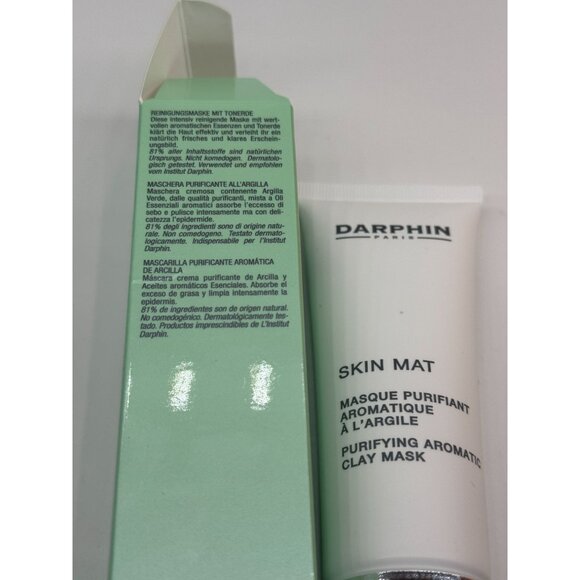 REINIGUNGSMASKE MIT TONERDE
Diese intensiv reinigende Maske mit wert-
vollen aromatischen Essenzen und Tonerde
klärt die Haut effektiv und verleiht ihr ein
natürlich frisches und klares Erschein-
ungsbild.
81% aller Inhaltsstoffe sind natürlichen
Ursprungs. Nicht komedogen. Dermatolo-
gisch getestet. Verwendet und empfohlen
vom Institut Darphin.
MASCHERA PURIFICANTE ALL'ARGILLA
Maschera cremosa contenente Argilla
Verde, dalle qualità purificanti, mista a Oli
Essenziali aromatici assorbe l'eccesso di
sebo e pulisce intensamente ma con deli-
catezza l'epidermide.
81% degli ingredienti sono di origine natu-
rale. Non comedogeno. Testato dermato-
logicamente. Indispensabile per l'Institut
Darphin.
MASCARILLA PURIFICANTE AROMÁTICA
DE ARCILLA
Máscara crema purificante de Arcilla y
Aceites aromáticos Esenciales. Absorbe el
exceso de grasa y limpia intensamente la
epidermis.
81% de ingredientes son de origen natural.
No comedogénico. Dermatológicamente tes-
tado. Productos imprescindibles de L'Institut
Darphin.
DARPHIN
PARIS
SKIN MAT
MASQUE PURIFIANT
AROMATIQUE
À L'ARGILE
PURIFYING AROMATIC
CLAY MASK